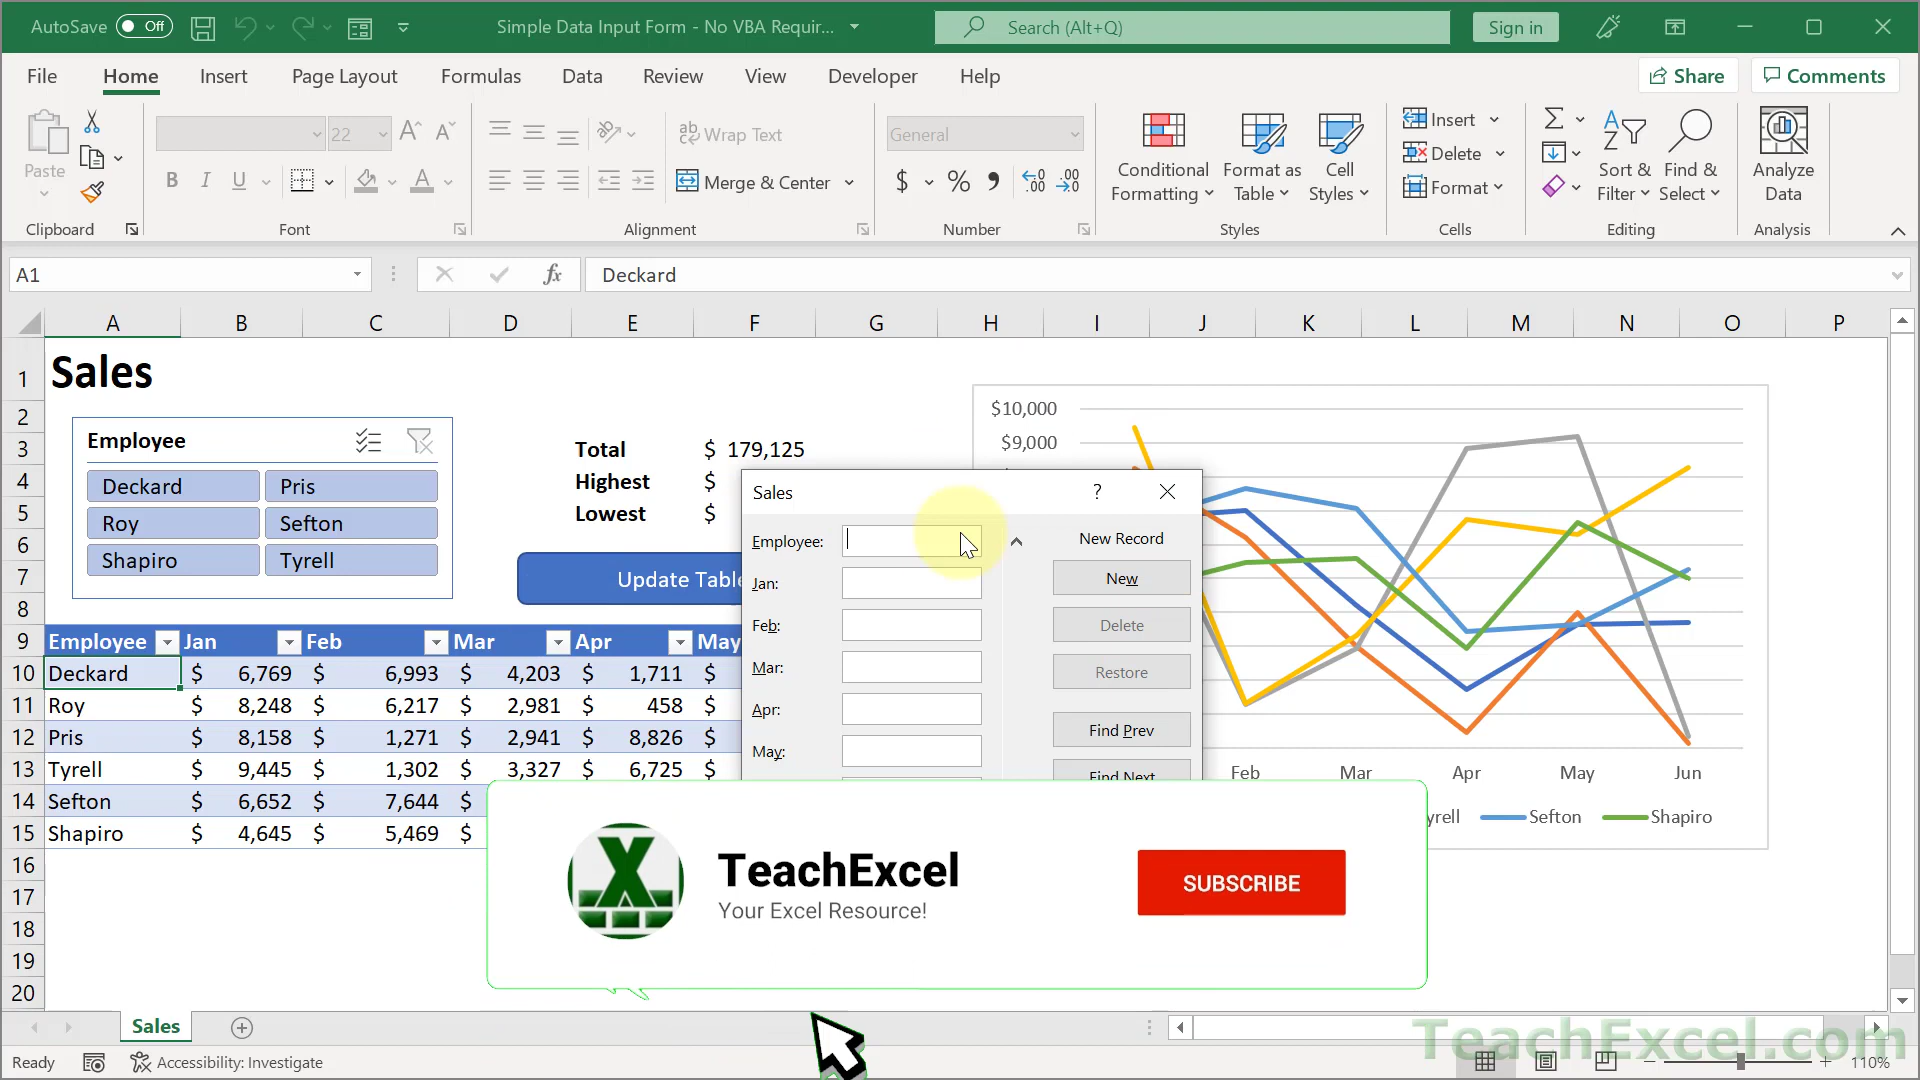 AutoSave Off
Simple Data Input Form - No VBA Requir...
Search (Alt+Q)
Sign in
File Home Insert Page Layout Formulas Data Review View Developer Help
Share Comments
Paste
22
Wrap Text
Merge & Center
General
Conditional Formatting
Format as Table
Cell Styles
Insert
Delete
Format
Sort & Filter
Find & Select
Analyze Data
Clipboard Font Alignment Number Styles Cells Editing Analysis
A1
fx
Deckard
A B C D E F G H I J K L M N O P
1 Sales
2
3
4
5
6
7
8
Employee
Deckard Pris
Roy Sefton
Shapiro Tyrell
Total $ 179,125
Highest $
Lowest $
Update Table
9 Employee Jan Feb Mar Apr May
10 Deckard $ 6,769 $ 6,993 $ 4,203 $ 1,711 $
11 Roy $ 8,248 $ 6,217 $ 2,981 $ 458 $
12 Pris $ 8,158 $ 1,271 $ 2,941 $ 8,826 $
13 Tyrell $ 9,445 $ 1,302 $ 3,327 $ 6,725 $
14 Sefton $ 6,652 $ 7,644 $
15 Shapiro $ 4,645 $ 5,469 $
16
17
18
19
20
$10,000
$9,000
Feb Mar Apr May Jun
yrell Sefton Shapiro
Sales ?
Employee:
Jan:
Feb:
Mar:
Apr:
May:
New Record
New
Delete
Restore
Find Prev
Find Next
TeachExcel
Your Excel Resource!
SUBSCRIBE
Sales
TeachExcel.com
Ready
Accessibility: Investigate
110%